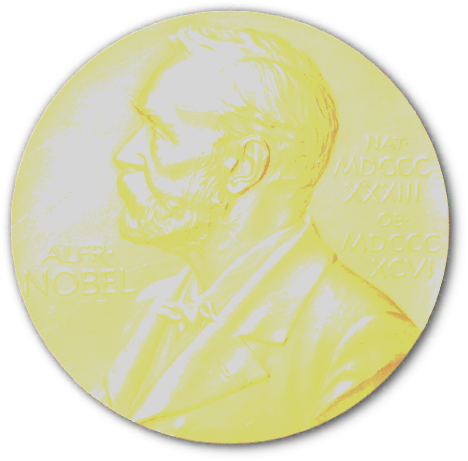 ALFR·
NOBEL
NAT·
MDCCC
XXXIII
OB·
MDCCC
XCVI